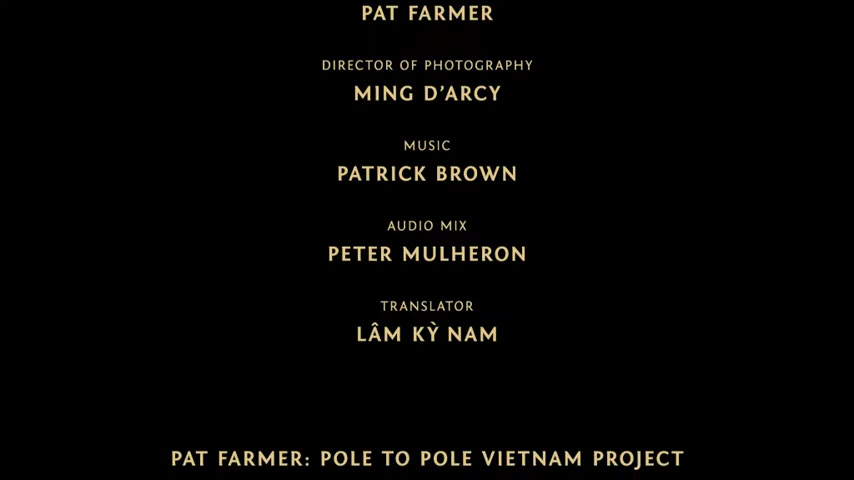 PAT FARMER
DIRECTOR OF PHOTOGRAPHY
MING D’ARCY
MUSIC
PATRICK BROWN
AUDIO MIX
PETER MULHERON
TRANSLATOR
LÂM KỲ NAM
PAT FARMER: POLE TO POLE VIETNAM PROJECT